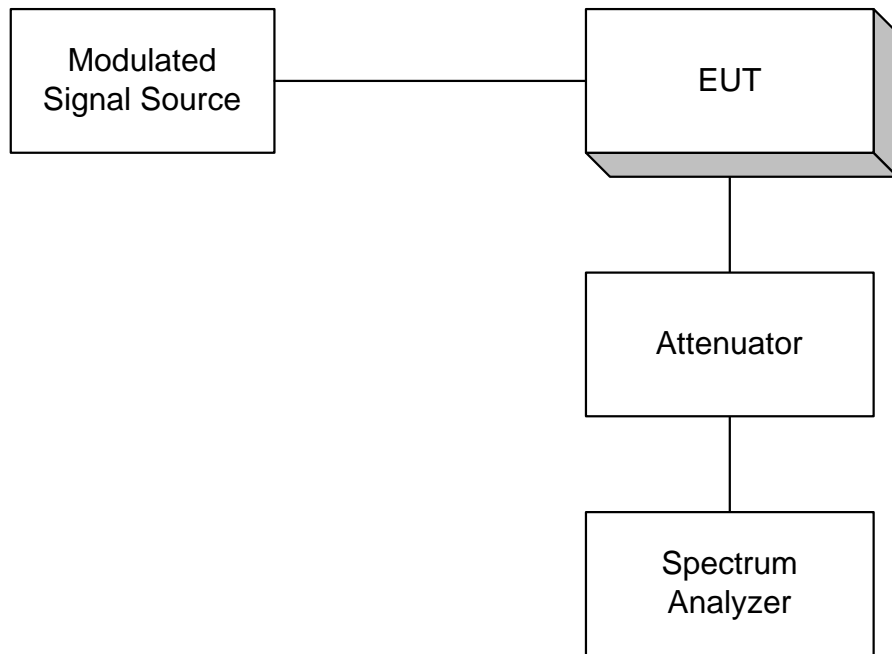 Modulated
Signal Source
EUT
Attenuator
Spectrum
Analyzer